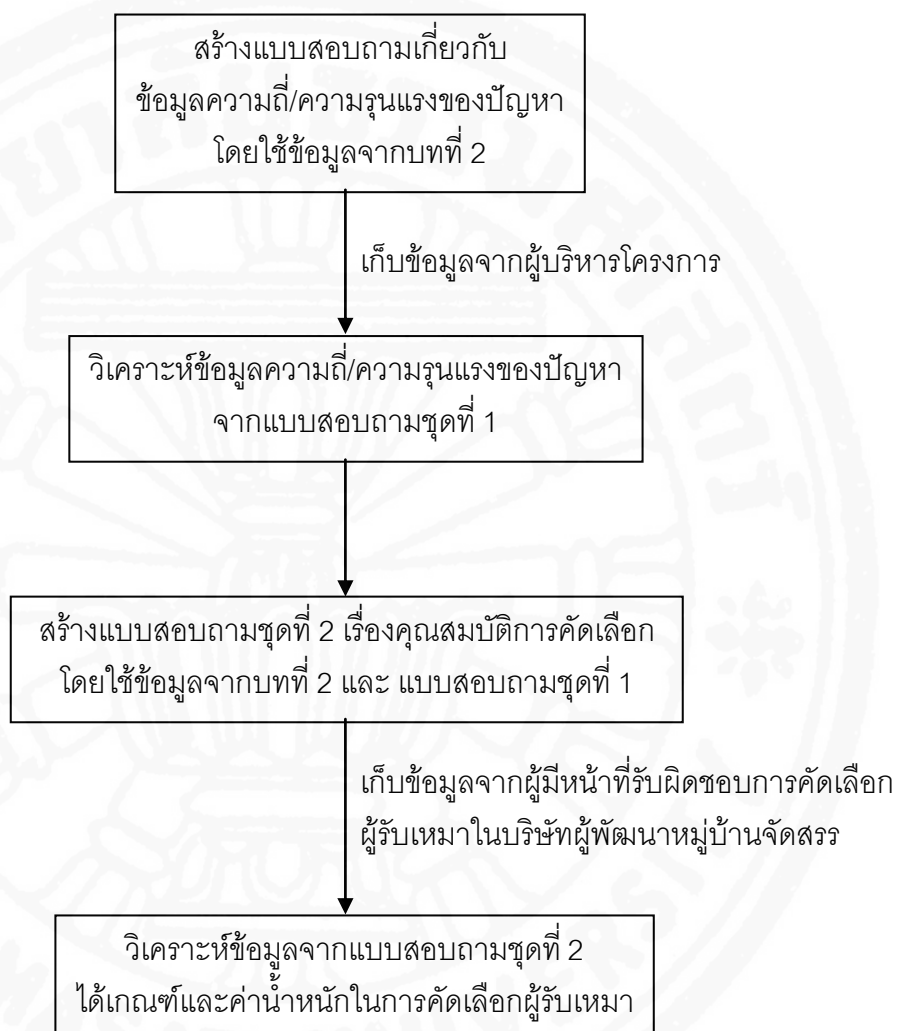 สร้างแบบสอบถามเกี่ยวกับ
ข้อมูลความถี่/ความรุนแรงของปัญหา
โดยใช้ข้อมูลจากบทที่ 2
เก็บข้อมูลจากผู้บริหารโครงการ
วิเคราะห์ข้อมูลความถี่/ความรุนแรงของปัญหา
จากแบบสอบถามชุดที่ 1
สร้างแบบสอบถามชุดที่ 2 เรื่องคุณสมบัติการคัดเลือก
โดยใช้ข้อมูลจากบทที่ 2 และ แบบสอบถามชุดที่ 1
เก็บข้อมูลจากผู้มีหน้าที่รับผิดชอบการคัดเลือก
ผู้รับเหมาในบริษัทผู้พัฒนาหมู่บ้านจัดสรร
วิเคราะห์ข้อมูลจากแบบสอบถามชุดที่ 2
ได้เกณฑ์และค่าน้ำหนักในการคัดเลือกผู้รับเหมา